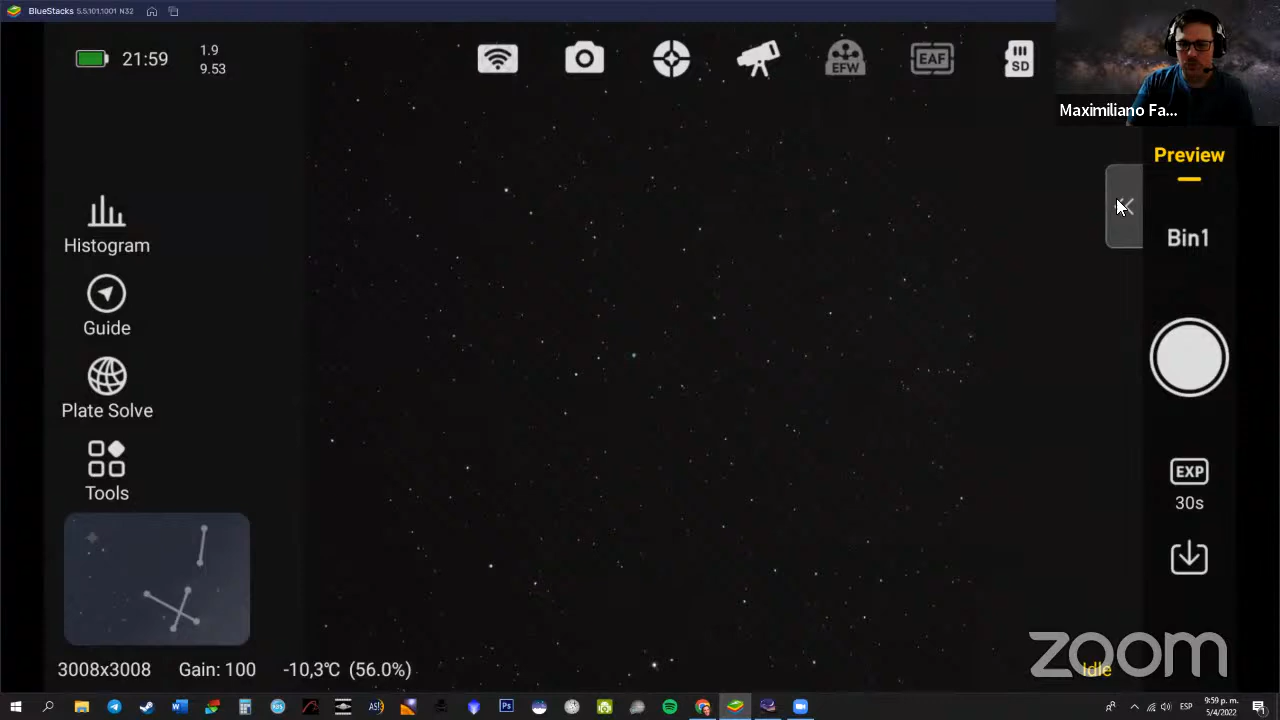 BlueStacks 5.5.101.1001 N32
21:59
1.9
9.53
EFW
EAF
SD
Maximiliano Fa...
Preview
Histogram
Bin1
Guide
Plate Solve
Tools
EXP
30s
3008x3008 Gain: 100 -10,3℃ (56.0%)
zoom
Idle
ESP
9:59 p. m.
5/4/2022